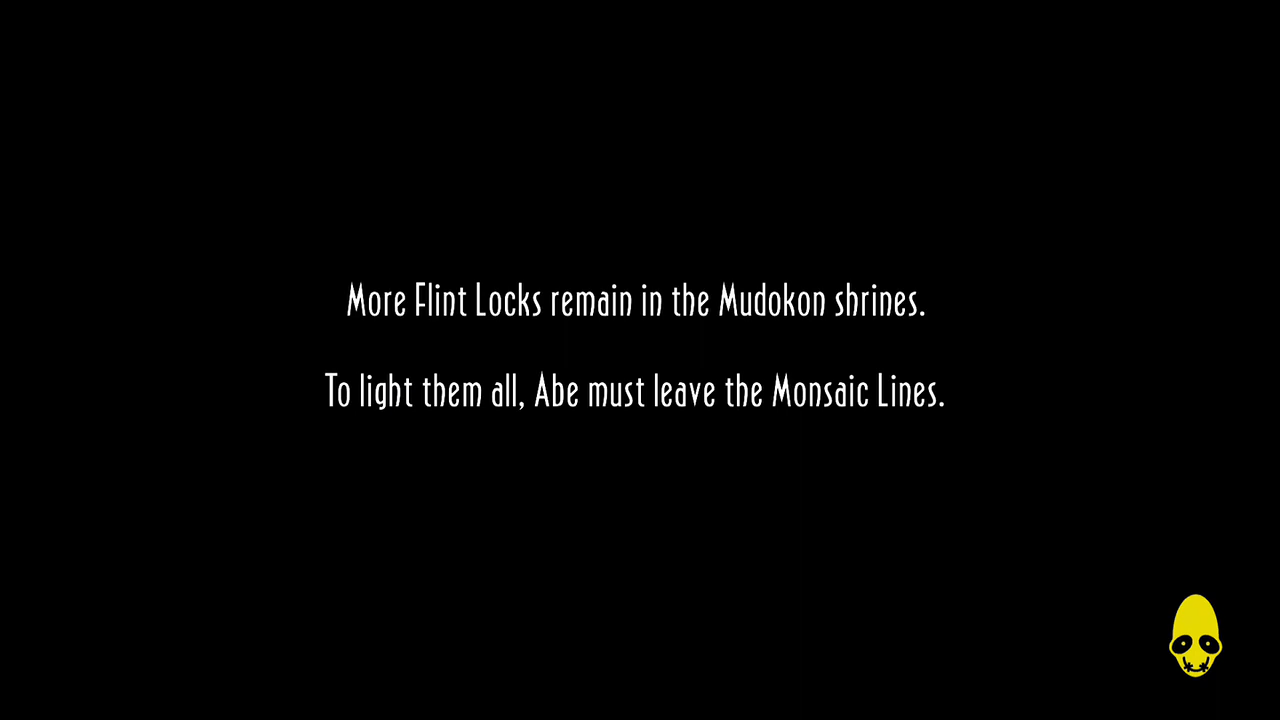 More Flint Locks remain in the Mudokon shrines.
To light them all, Abe must leave the Monsaic Lines.